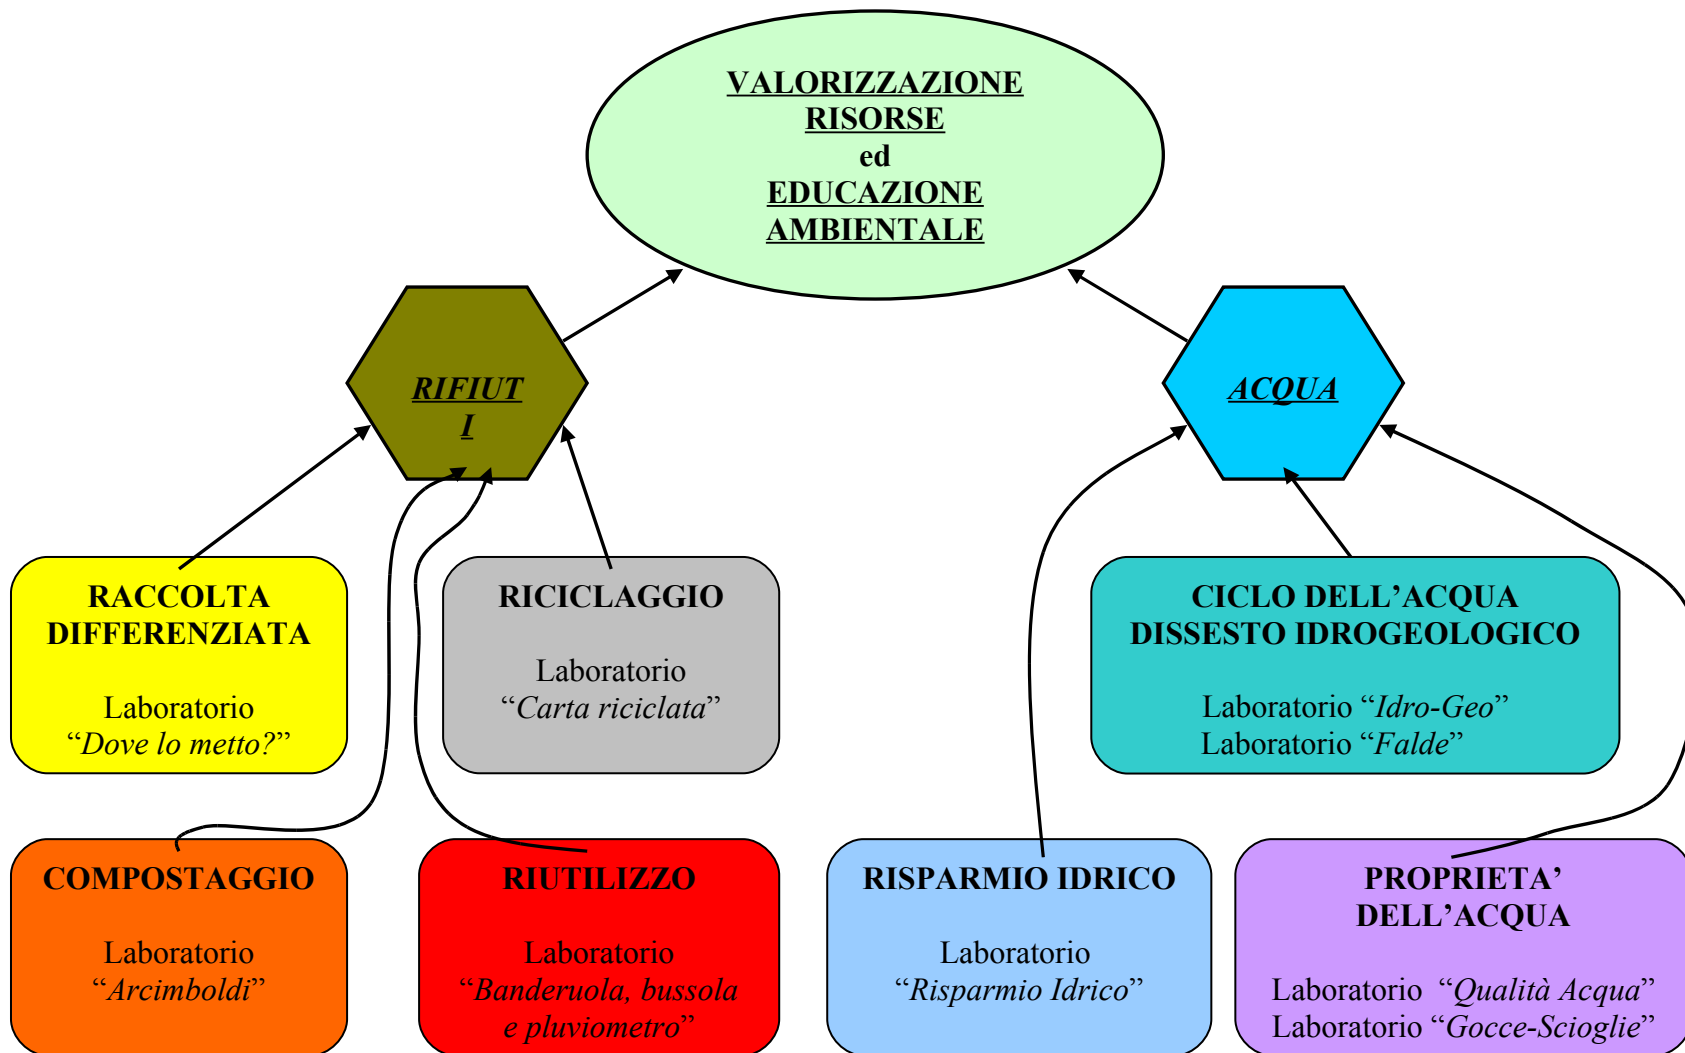 VALORIZZAZIONE
RISORSE
ed
EDUCAZIONE
AMBIENTALE
RIFIUT
I
ACQUA
RACCOLTA
DIFFERENZIATA
Laboratorio
“Dove lo metto?”
RICICLAGGIO
Laboratorio
“Carta riciclata”
CICLO DELL’ACQUA
DISSESTO IDROGEOLOGICO
Laboratorio “Idro-Geo”
Laboratorio “Falde”
COMPOSTAGGIO
Laboratorio
“Arcimboldi”
RIUTILIZZO
Laboratorio
“Banderuola, bussola
e pluviometro”
RISPARMIO IDRICO
Laboratorio
“Risparmio Idrico”
PROPRIETA’
DELL’ACQUA
Laboratorio “Qualità Acqua”
Laboratorio “Gocce-Scioglie”